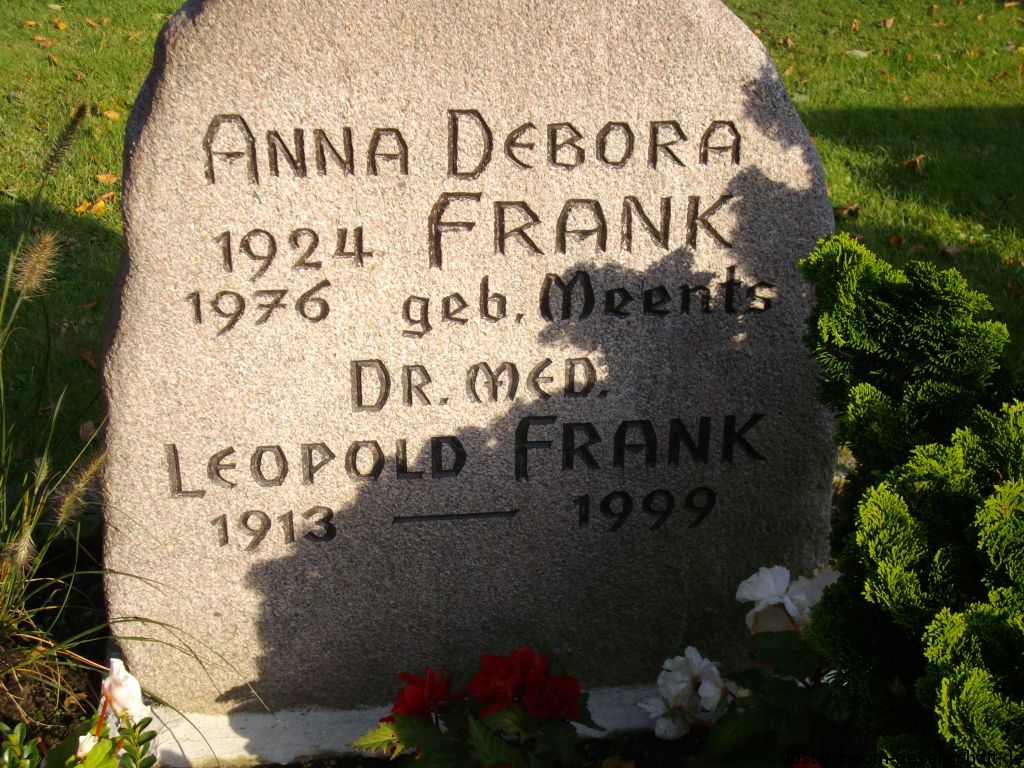 ANNA DEBORA
1924 FRANK
1976 geb. Meents
DR. MED.
LEOPOLD FRANK
1913 — 1999